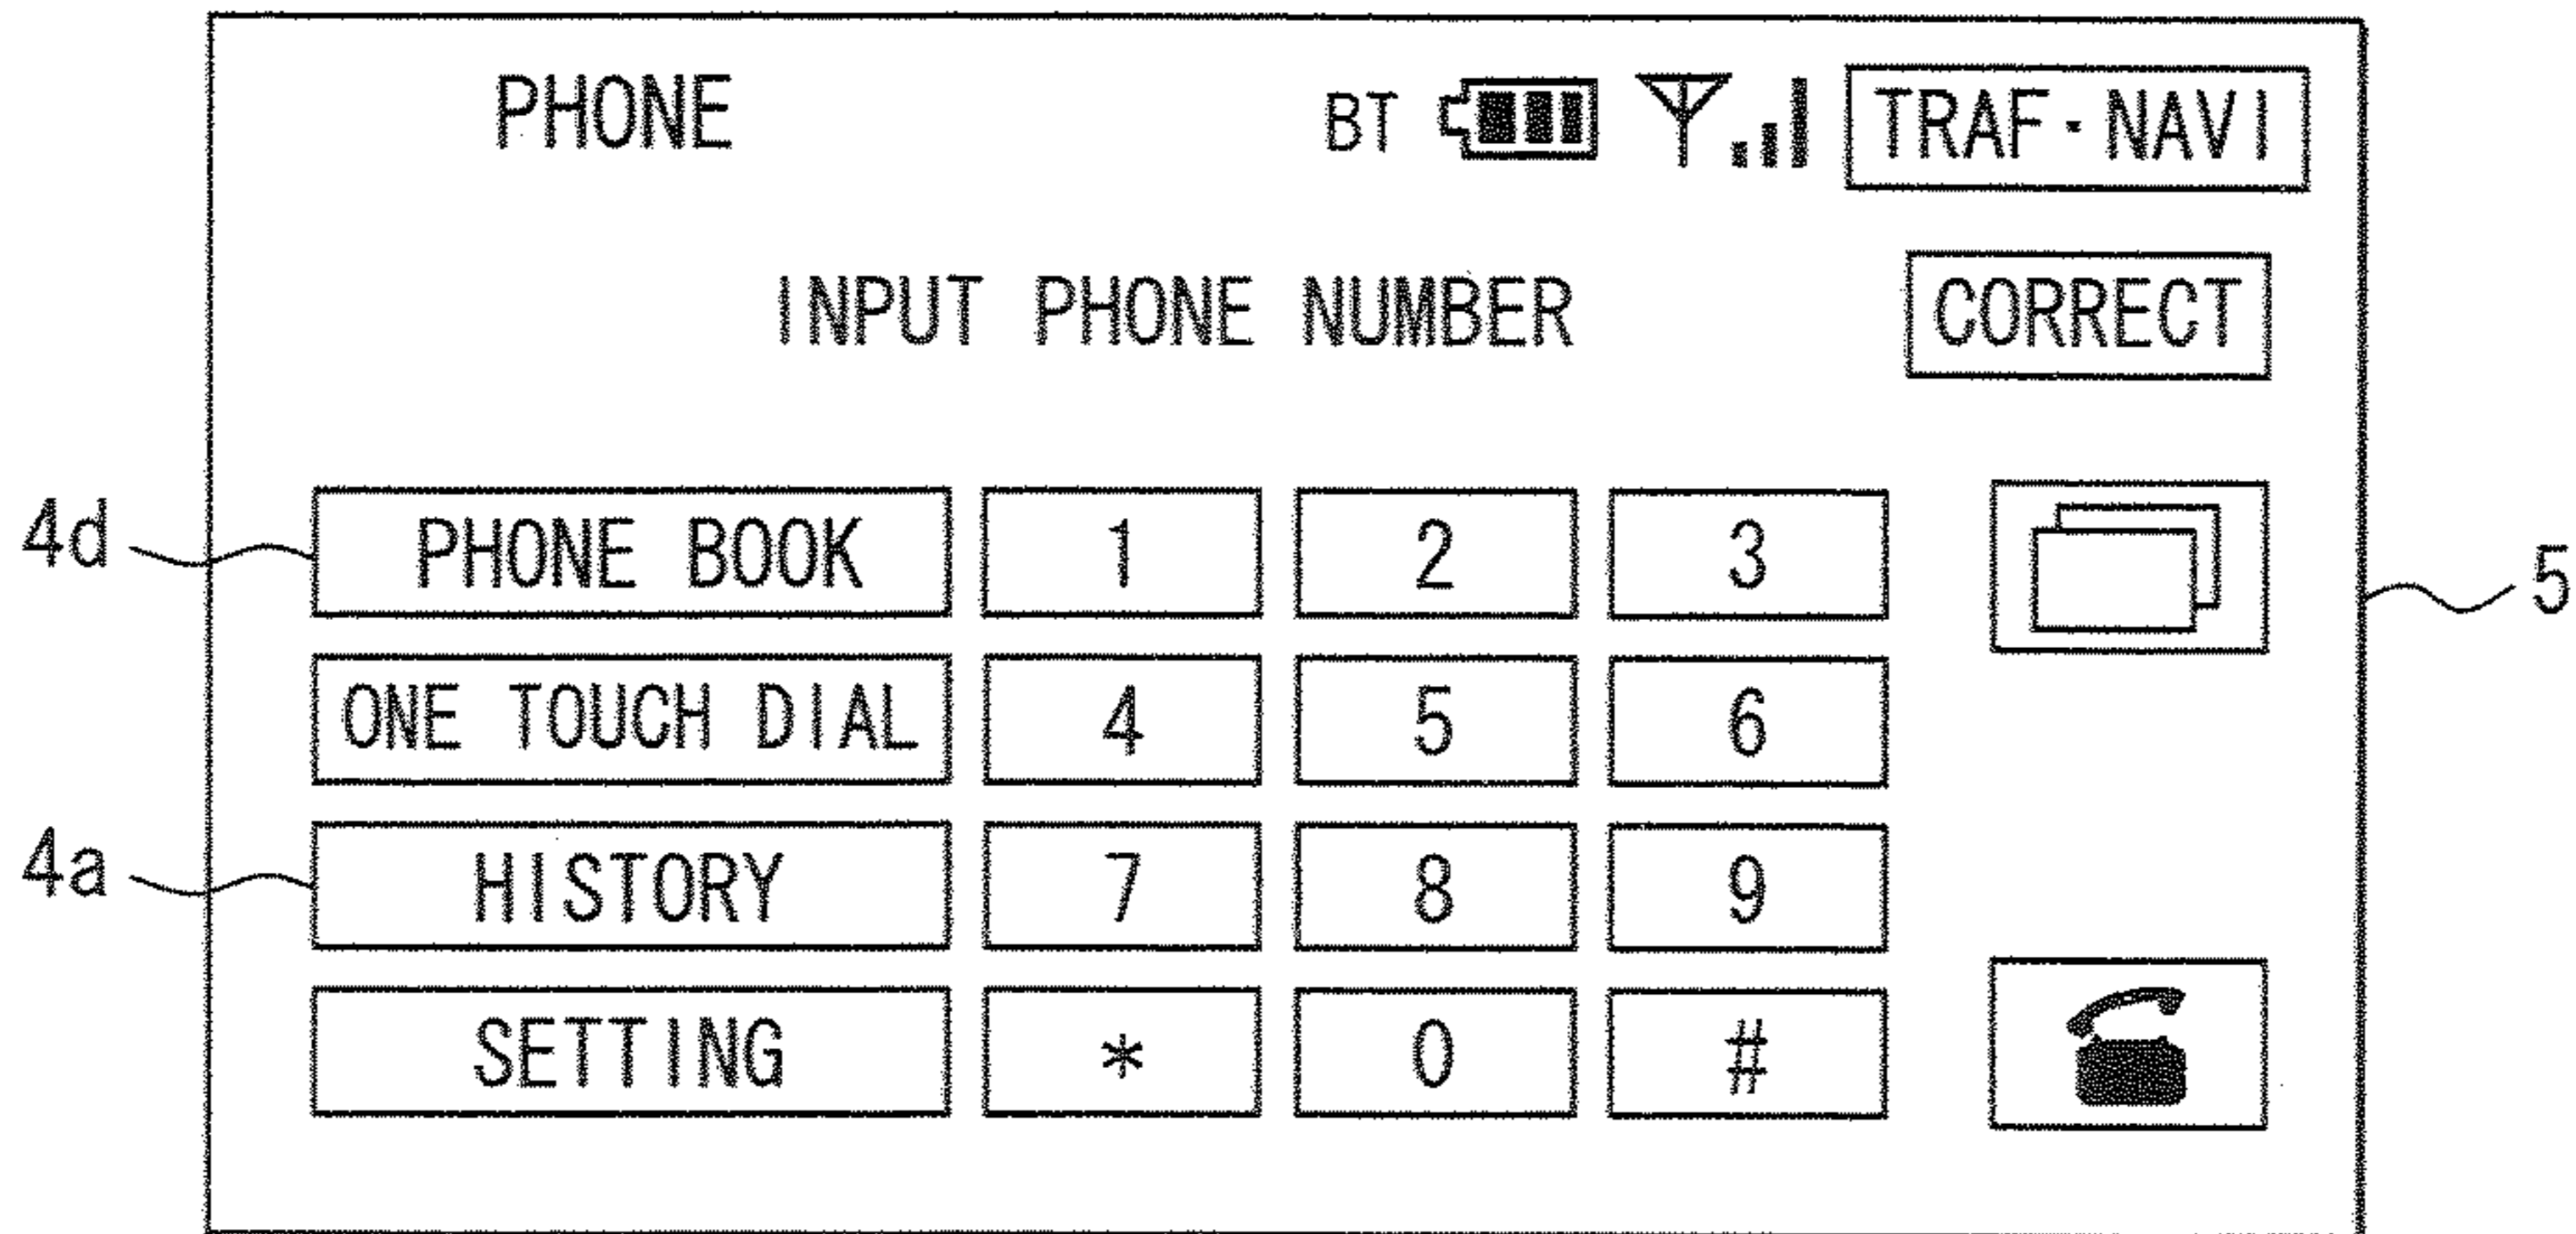 PHONE BT TRAF-NAVI
INPUT PHONE NUMBER CORRECT
4d PHONE BOOK 1 2 3 5
ONE TOUCH DIAL 4 5 6
4a HISTORY 7 8 9
SETTING * 0 #